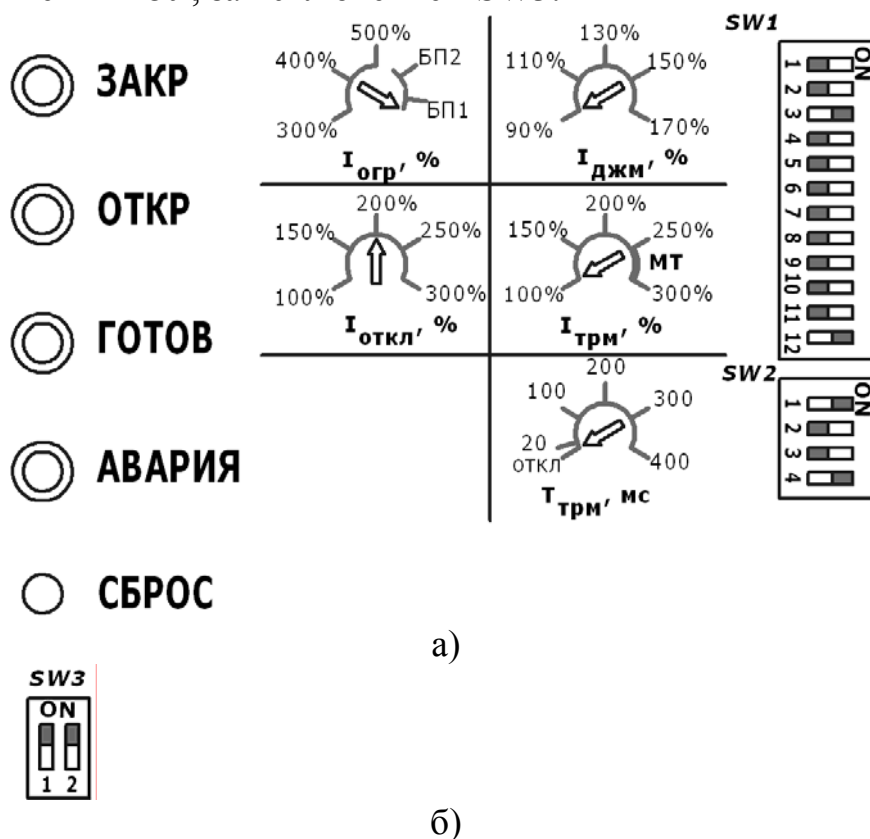 SW3.
ЗАКР
ОТКР
ГОТОВ
АВАРИЯ
СБРОС
500%
400%
БП2
300%
БП1
Iогр, %
130%
110%
150%
90%
170%
Iджм, %
200%
150%
250%
100%
300%
Iоткл, %
200%
150%
250%
МТ
100%
300%
Iтрм, %
200
100
300
20
откл
400
Tтрм, мс
SW1
ON
1
2
3
4
5
6
7
8
9
10
11
12
SW2
ON
1
2
3
4
а)
SW3
ON
1 2
б)